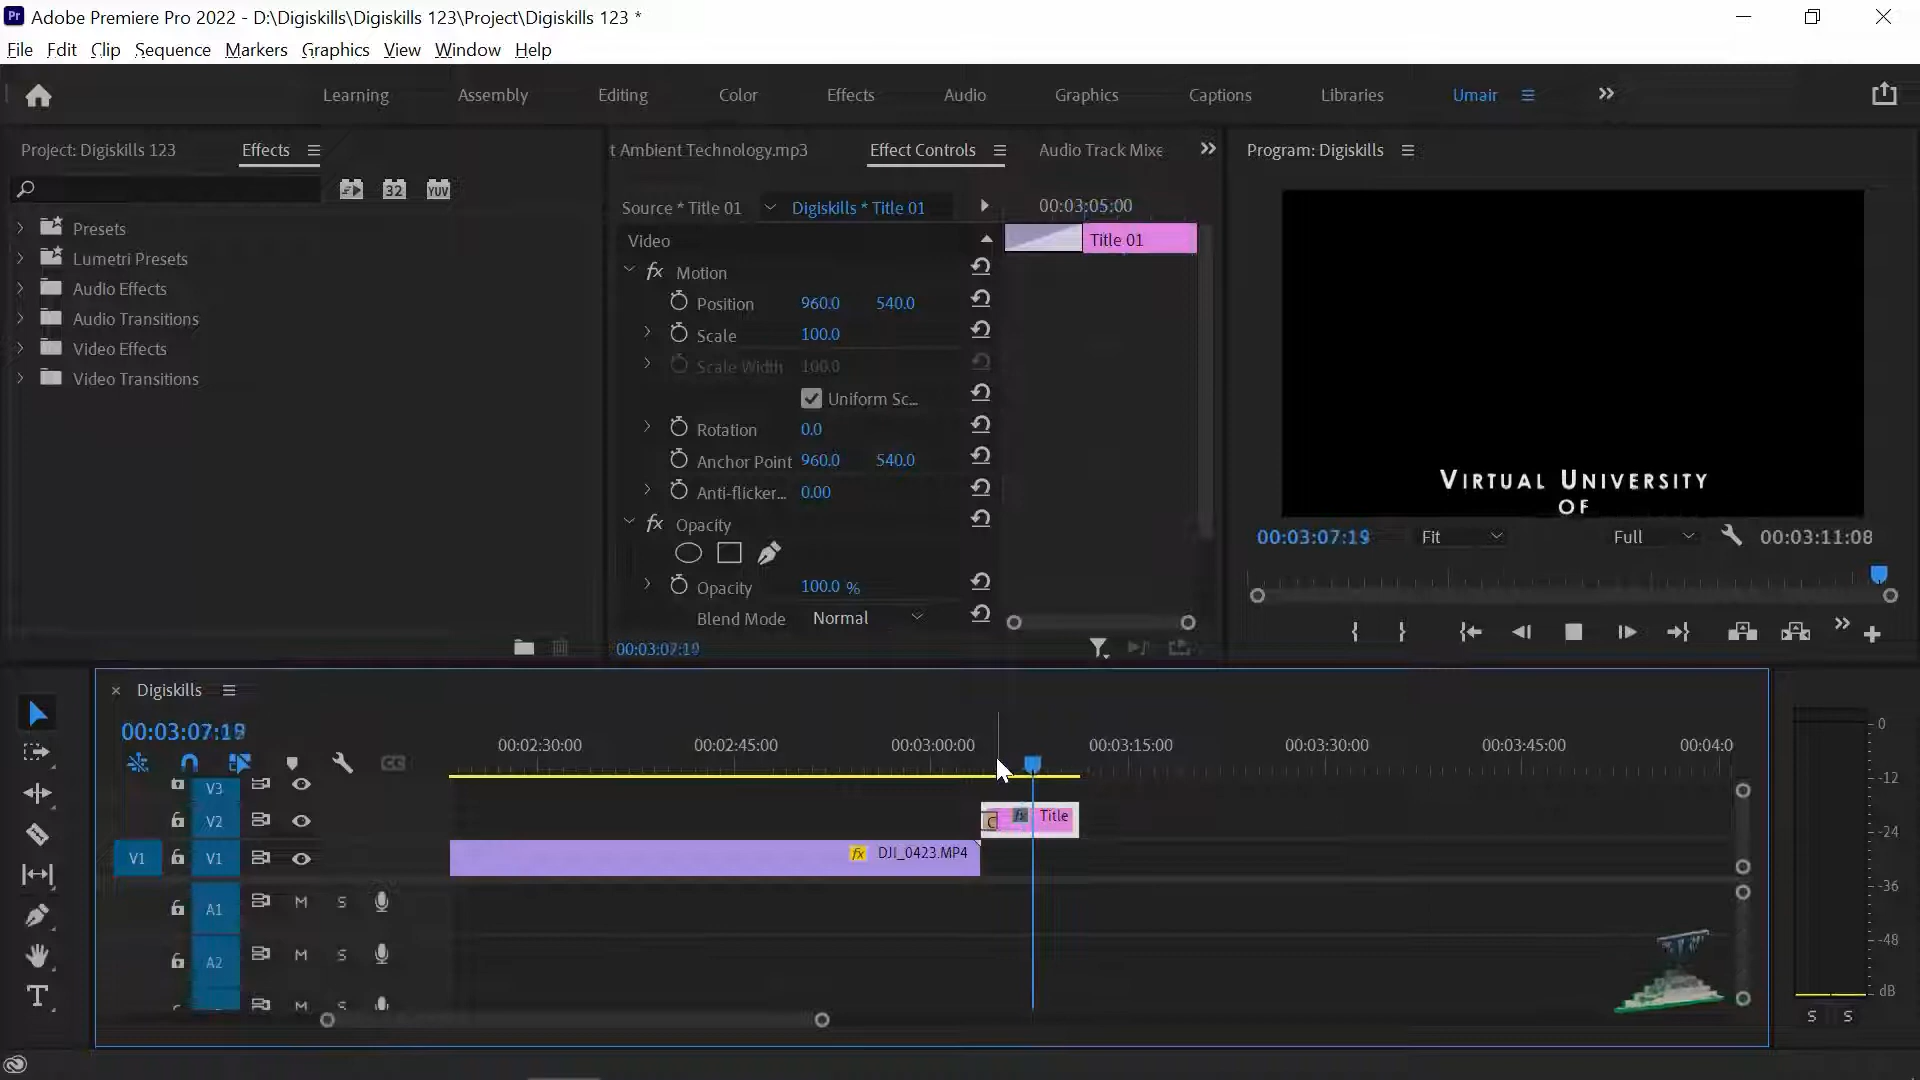 Adobe Premiere Pro 2022 - D:\Digiskills\Digiskills 123\Project\Digiskills 123 *
File Edit Clip Sequence Markers Graphics View Window Help
Learning Assembly Editing Color Effects Audio Graphics Captions Libraries Umair
Project: Digiskills 123 Effects
t Ambient Technology.mp3 Effect Controls Audio Track Mixe
Program: Digiskills
32 YUV
Presets
Lumetri Presets
Audio Effects
Audio Transitions
Video Effects
Video Transitions
Source * Title 01 Digiskills * Title 01 00:03:05:00
Video Title 01
fx Motion
Position 960.0 540.0
Scale 100.0
Scale Width 100.0
Uniform Sc...
Rotation 0.0
Anchor Point 960.0 540.0
Anti-flicker... 0.00
fx Opacity
Opacity 100.0 %
Blend Mode Normal
00:03:07:19
VIRTUAL UNIVERSITY
OF
00:03:07:19 Fit Full 00:03:11:08
Digiskills
00:03:07:19
00:02:30:00 00:02:45:00 00:03:00:00 00:03:15:00 00:03:30:00 00:03:45:00 00:04:0
V3
V2 fx Title
V1 V1 fx DJI_0423.MP4
A1 M S
A2 M S
M S
0
-12
-24
-36
-48
dB
S S